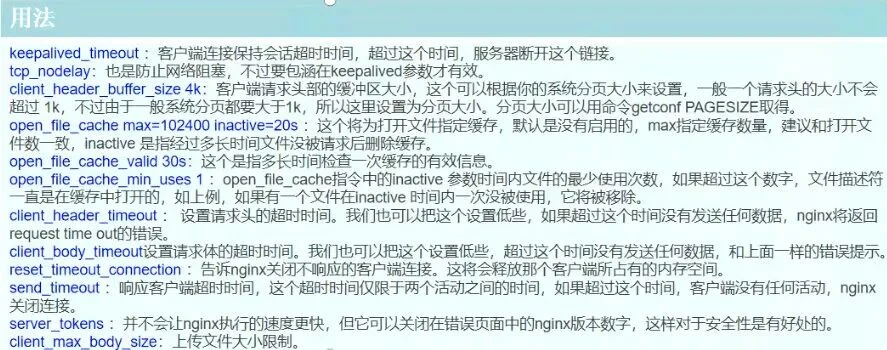 用法
keepalived_timeout ：客户端连接保持会话超时时间，超过这个时间，服务器断开这个链接。
tcp_nodelay：也是防止网络阻塞，不过要包涵在keepalived参数才有效。
client_header_buffer_size 4k：客户端请求头部的缓冲区大小，这个可以根据你的系统分页大小来设置，一般一个请求头的大小不会
超过 1k，不过由于一般系统分页都要大于1k，所以这里设置为分页大小。分页大小可以用命令getconf PAGESIZE取得。
open_file_cache max=102400 inactive=20s ：这个将为打开文件指定缓存，默认是没有启用的，max指定缓存数量，建议和打开文
件数一致，inactive 是指经过多长时间文件没被请求后删除缓存。
open_file_cache_valid 30s：这个是指多长时间检查一次缓存的有效信息。
open_file_cache_min_uses 1 ：open_file_cache指令中的inactive 参数时间内文件的最少使用次数，如果超过这个数字，文件描述符
一直是在缓存中打开的，如上例，如果有一个文件在inactive 时间内一次没被使用，它将被移除。
client_header_timeout ： 设置请求头的超时时间。我们也可以把这个设置低些，如果超过这个时间没有发送任何数据，nginx将返回
request time out的错误。
client_body_timeout设置请求体的超时时间。我们也可以把这个设置低些，超过这个时间没有发送任何数据，和上面一样的错误提示。
reset_timeout_connection ：告诉nginx关闭不响应的客户端连接。这将会释放那个客户端所占有的内存空间。
send_timeout ：响应客户端超时时间，这个超时时间仅限于两个活动之间的时间，如果超过这个时间，客户端没有任何活动，nginx
关闭连接。
server_tokens ：并不会让nginx执行的速度更快，但它可以关闭在错误页面中的nginx版本数字，这样对于安全性是有好处的。
client_max_body_size：上传文件大小限制。